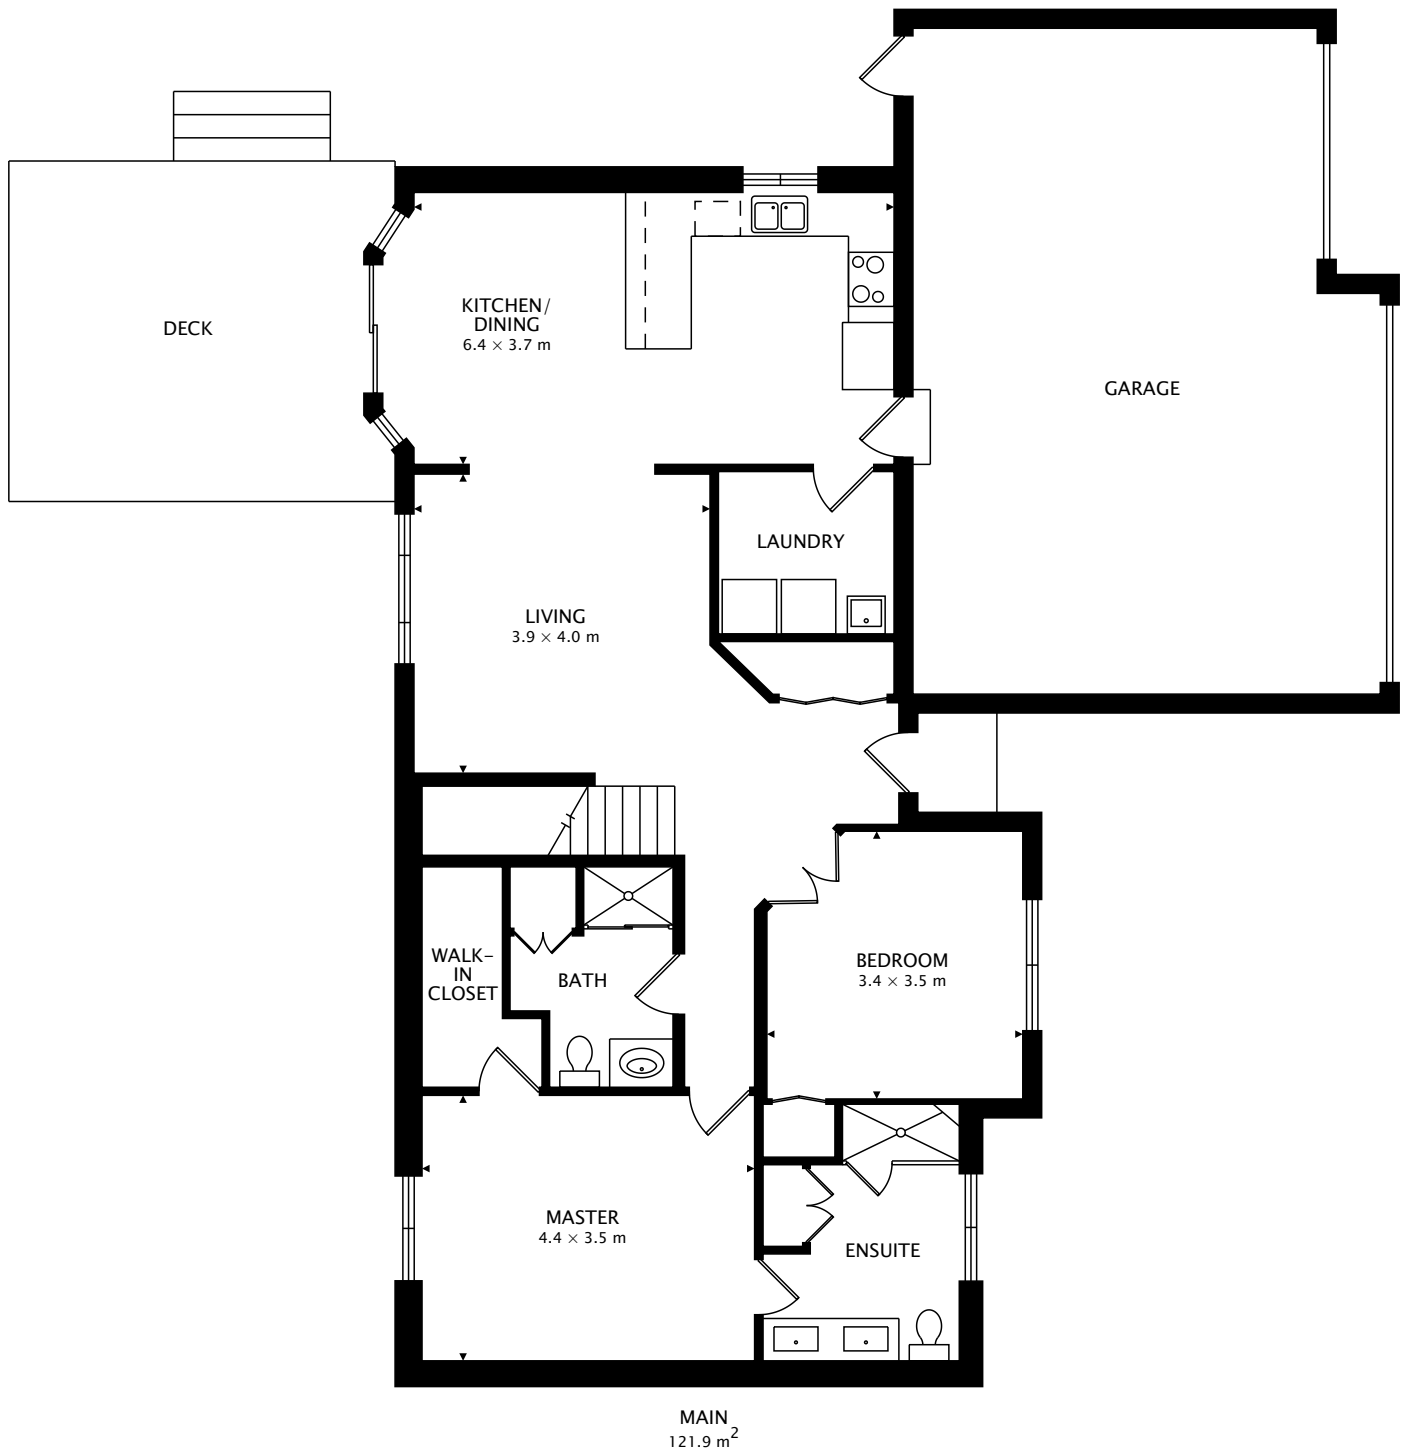 DECK
KITCHEN/
DINING
6.4 × 3.7 m
GARAGE
LAUNDRY
LIVING
3.9 × 4.0 m
WALK-
IN
CLOSET
BATH
BEDROOM
3.4 × 3.5 m
MASTER
4.4 × 3.5 m
ENSUITE
MAIN
121.9 m²